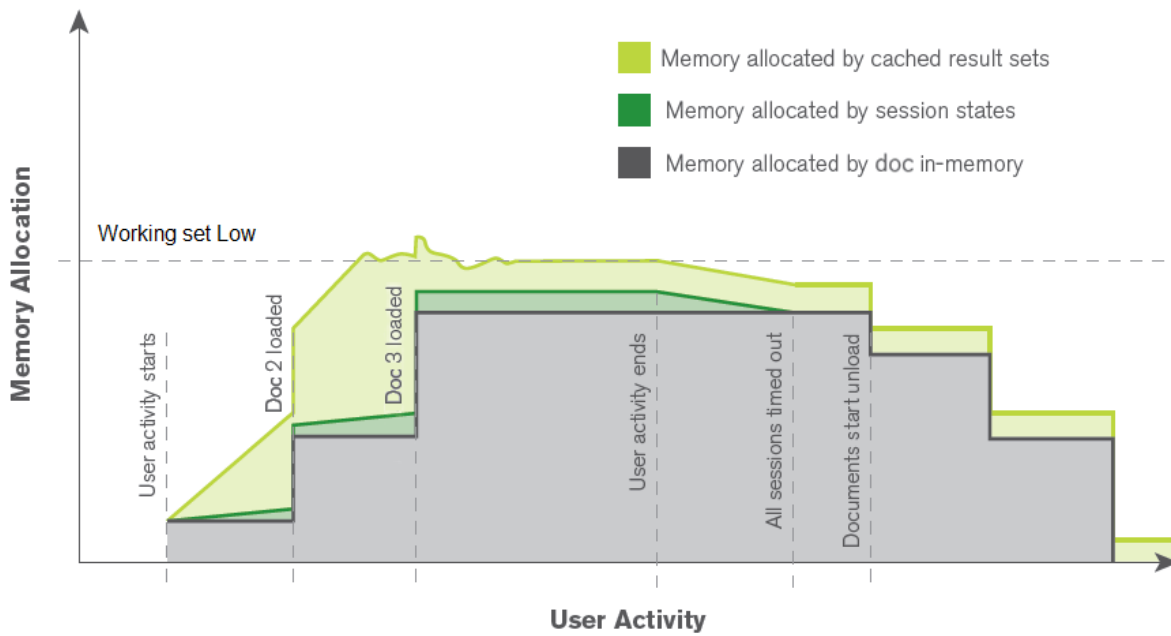 Memory allocated by cached result sets
Memory allocated by session states
Memory allocated by doc in-memory
Memory Allocation
Working set Low
User activity starts
Doc 2 loaded
Doc 3 loaded
User activity ends
All sessions timed out
Documents start unload
User Activity